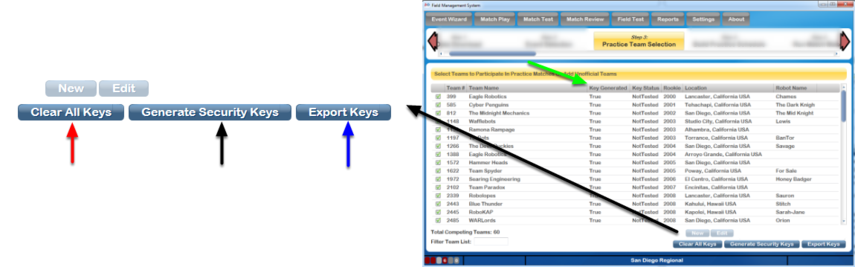 New Edit
Clear All Keys Generate Security Keys Export Keys
Field Management System
Event Wizard Match Play Match Test Match Review Field Test Reports Settings About
Step 3:
Practice Team Selection
Select Teams to Participate In Practice Matches Unofficial Teams
Team # Team Name Key Generated Key Status Rookie Location Robot Name
399 Eagle Robotics True NotTested 2000 Lancaster, California USA Chamex
585 Cyber Penguins True NotTested 2001 Tehachapi, California USA The Dark Knigh
812 The Midnight Mechanics True NotTested 2002 San Diego, California USA The Mid Knight
1148 WaffRobots True NotTested 2003 Studio City, California USA Lewis
Ramona Rampage True NotTested 2003 Alhambra, California USA
1197 True NotTested 2003 Torrance, California USA SanTor
1266 The Devil Duckies True NotTested 2004 San Diego, California USA Savage
1388 Eagle Robotics True NotTested 2004 Arroyo Grande, California USA
1572 Hammer Heads True NotTested 2005 San Diego, California USA
1622 Team Spyder True NotTested 2005 Poway, California USA For Sale
1972 Searing Engineering True NotTested 2006 El Centro, California USA Honey Badger
2102 Team Paradox True NotTested 2007 Encinitas, California USA
2339 Robolopes True NotTested 2008 Lancaster, California USA Sauron
2443 Blue Thunder True NotTested 2008 Kahului, Hawaii USA Stitch
2445 RoboKAP True NotTested 2008 Kapolei, Hawaii USA Sarah-Jane
2485 WARLords True NotTested 2008 San Diego, California USA Orion
Total Competing Teams: 60 New Edit
Filter Team List:
Clear All Keys Generate Security Keys Export Keys
San Diego Regional